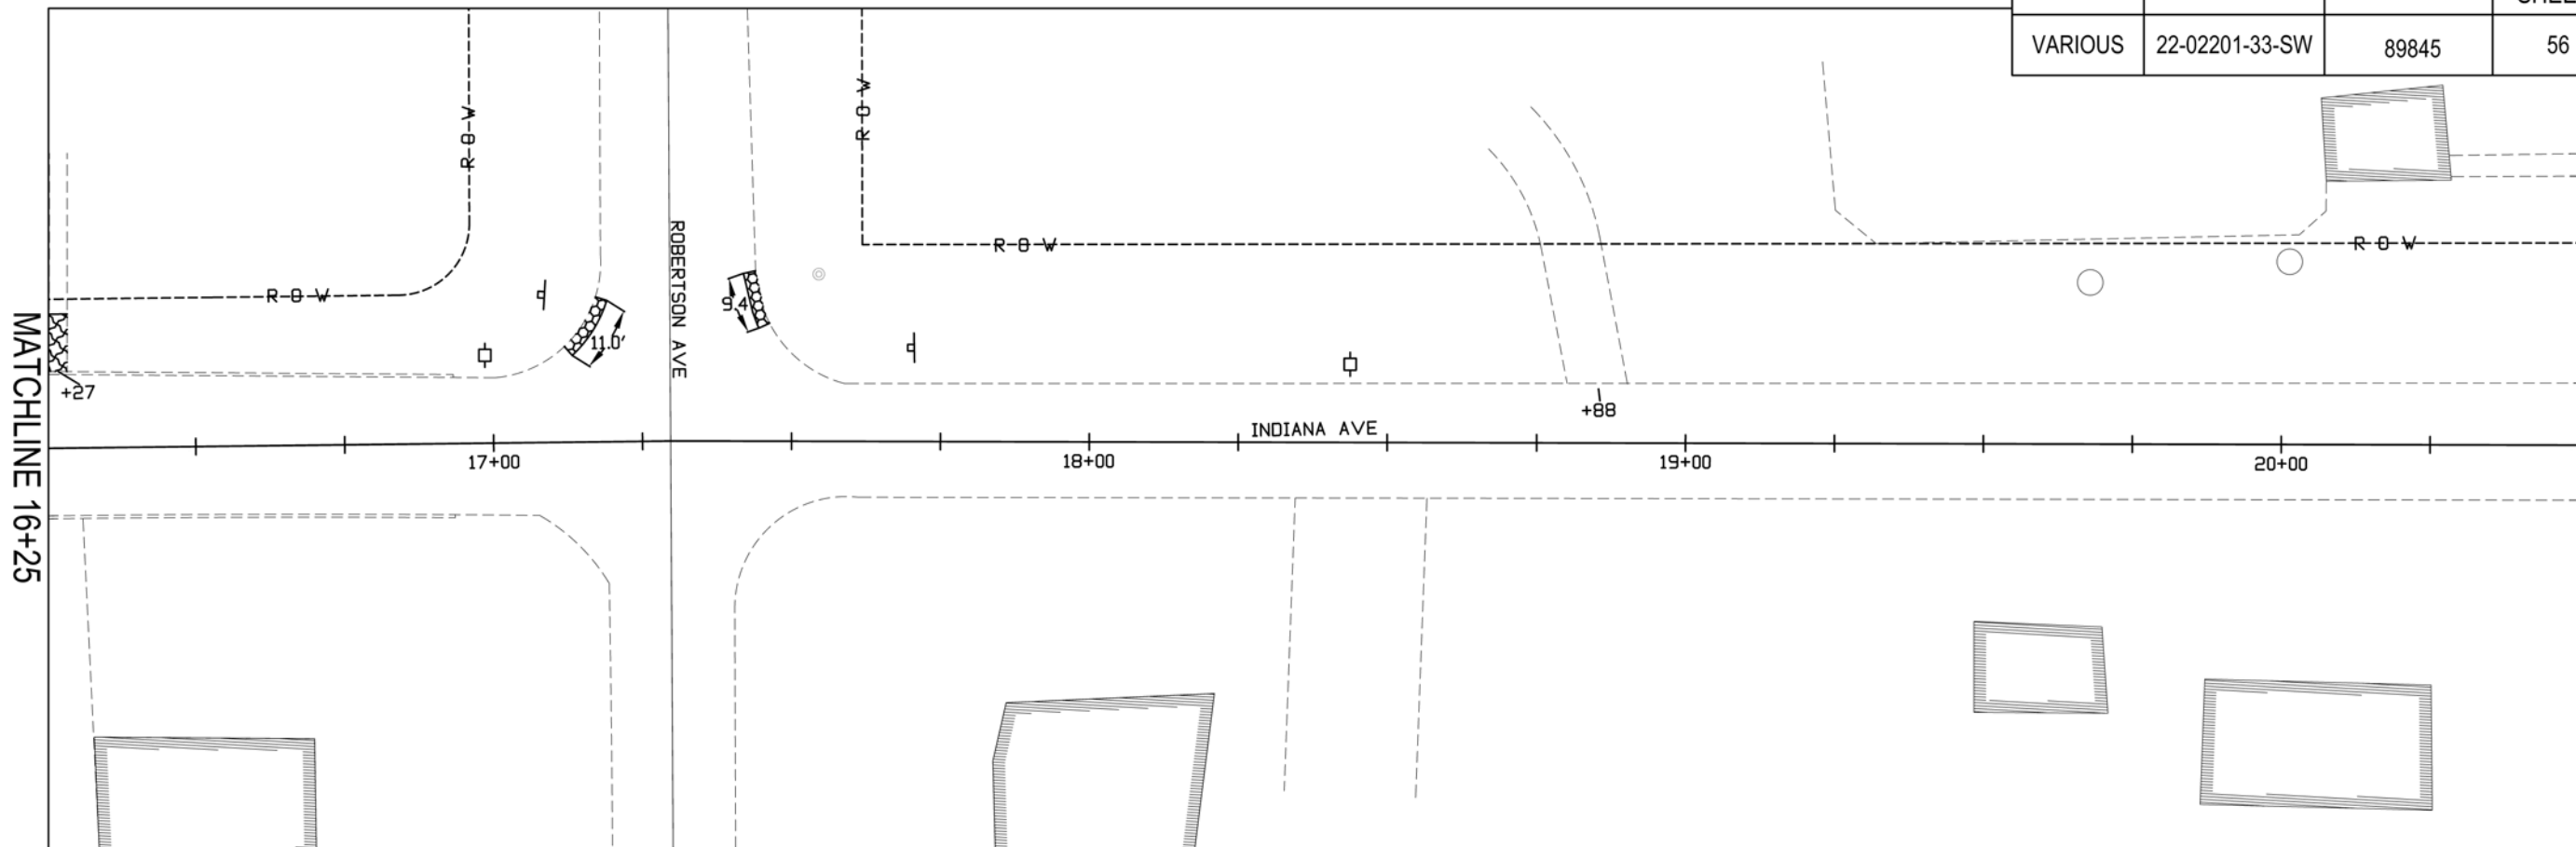 VARIOUS 22-02201-33-SW 89845 56
R O W
R O W
ROBERTSON AVE
R O W
R O W
R O W
9.4
11.0'
MATCHLINE 16+25
+27
+88
INDIANA AVE
17+00 18+00 19+00 20+00